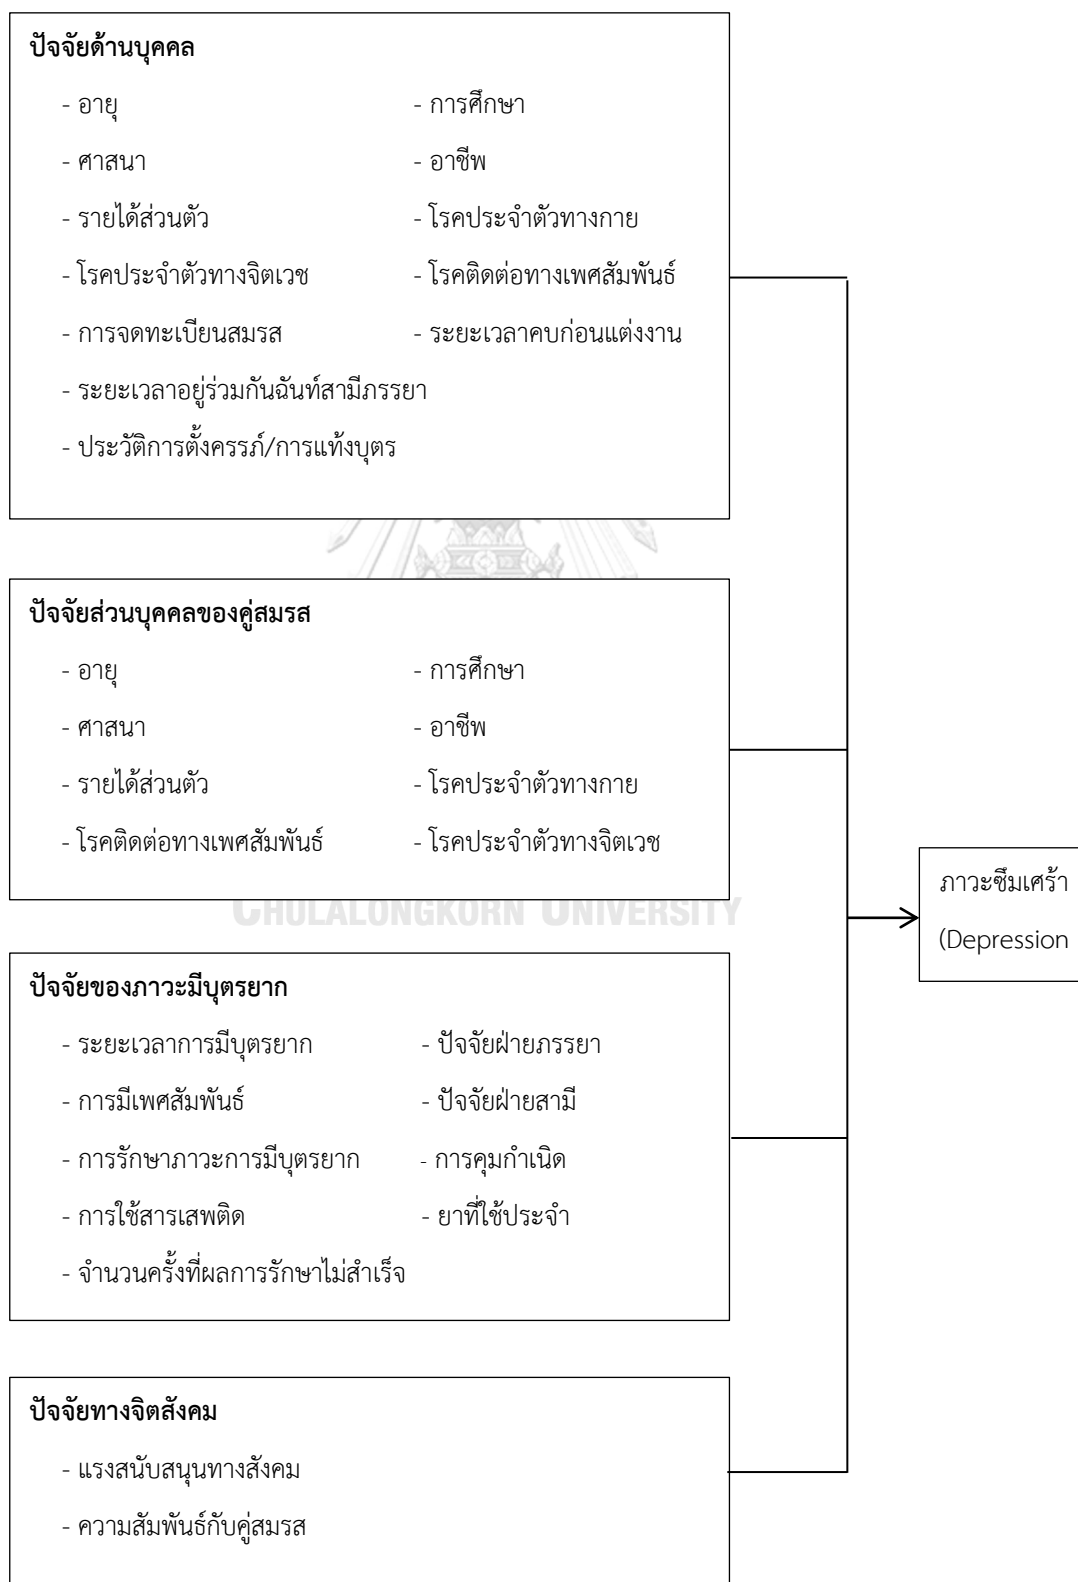 ปัจจัยด้านบุคคล
- อายุ - การศึกษา
- ศาสนา - อาชีพ
- รายได้ส่วนตัว - โรคประจำตัวทางกาย
- โรคประจำตัวทางจิตเวช - โรคติดต่อทางเพศสัมพันธ์
- การจดทะเบียนสมรส - ระยะเวลาคบก่อนแต่งงาน
- ระยะเวลาอยู่ร่วมกันฉันท์สามีภรรยา
- ประวัติการตั้งครรภ์/การแท้งบุตร
ปัจจัยส่วนบุคคลของคู่สมรส
- อายุ - การศึกษา
- ศาสนา - อาชีพ
- รายได้ส่วนตัว - โรคประจำตัวทางกาย
- โรคติดต่อทางเพศสัมพันธ์ - โรคประจำตัวทางจิตเวช
CHULALONGKORN UNIVERSITY
ภาวะซึมเศร้า
(Depression
ปัจจัยของภาวะมีบุตรยาก
- ระยะเวลาการมีบุตรยาก - ปัจจัยฝ่ายภรรยา
- การมีเพศสัมพันธ์ - ปัจจัยฝ่ายสามี
- การรักษาภาวะการมีบุตรยาก - การคุมกำเนิด
- การใช้สารเสพติด - ยาที่ใช้ประจำ
- จำนวนครั้งที่ผลการรักษาไม่สำเร็จ
ปัจจัยทางจิตสังคม
- แรงสนับสนุนทางสังคม
- ความสัมพันธ์กับคู่สมรส